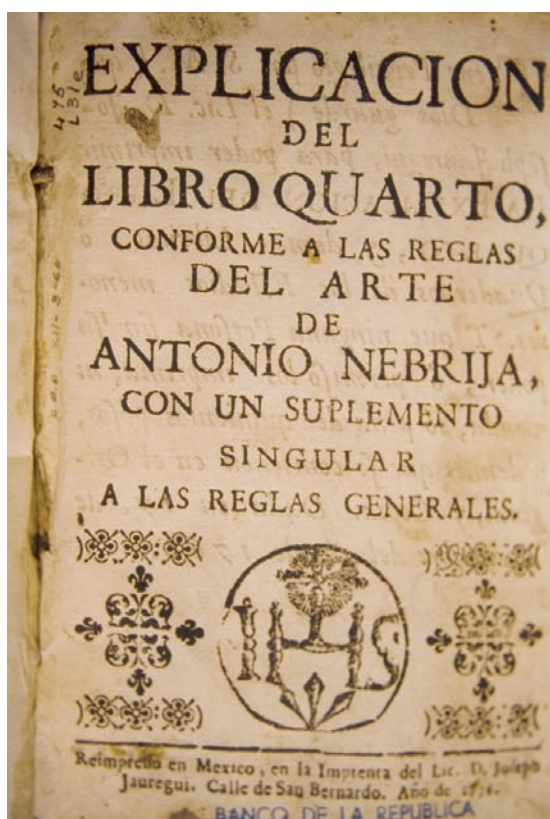 EXPLICACION
DEL
LIBRO QUARTO,
CONFORME A LAS REGLAS
DEL ARTE
DE
ANTONIO NEBRIJA,
CON UN SUPLEMENTO
SINGULAR
A LAS REGLAS GENERALES.
IHS
Reimpresso en Mexico, en la Imprenta del Lic. D. Joseph
Jauregui. Calle de San Bernardo. Año de
BANCO DE LA REPUBLICA
475
L31e